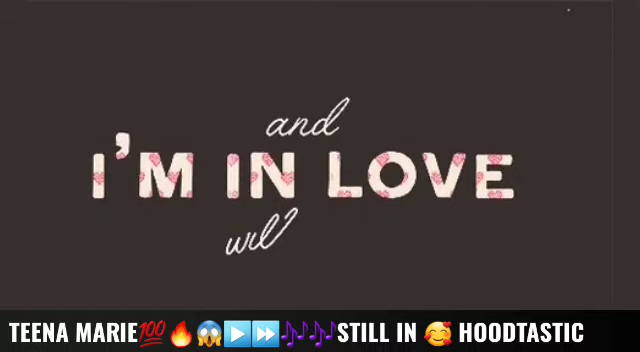 and
I'M IN LOVE
TEENA MARIE💯🔥😱▶️⏩🎶🎶STILL IN 🥰 HOODTASTIC